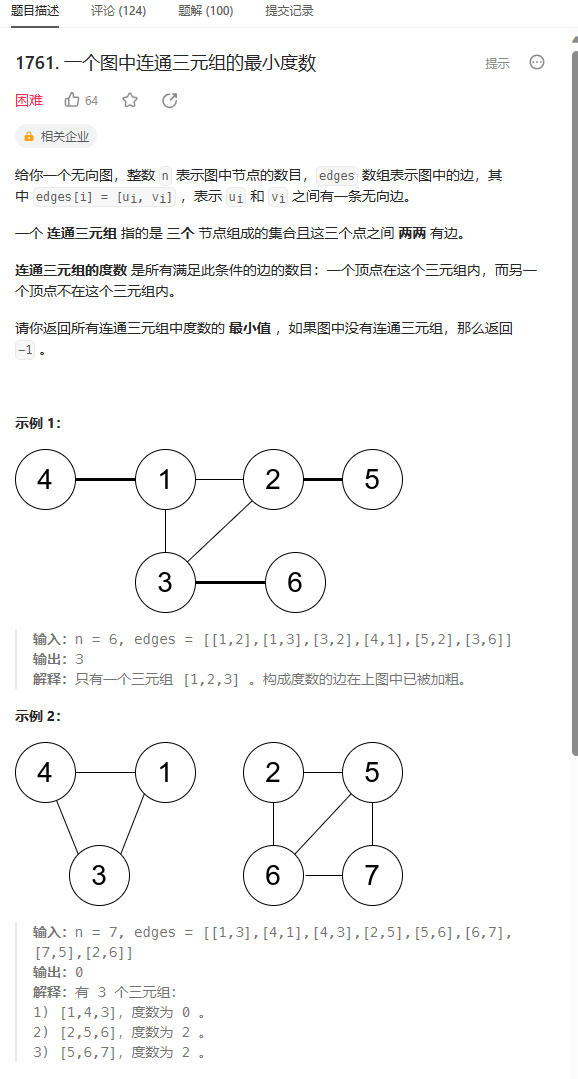 题目描述 评论 (124) 题解 (100) 提交记录
1761. 一个图中连通三元组的最小度数 提示
困难 64
相关企业
给你一个无向图，整数 n 表示图中节点的数目，edges 数组表示图中的边，其
中 edges[i] = [ui, vi] ，表示 ui 和 vi 之间有一条无向边。
一个 连通三元组 指的是 三个 节点组成的集合且这三个点之间 两两 有边。
连通三元组的度数 是所有满足此条件的边的数目：一个顶点在这个三元组内，而另一
个顶点不在这个三元组内。
请你返回所有连通三元组中度数的 最小值 ，如果图中没有连通三元组，那么返回
-1 。
示例 1：
4 1 2 5
3 6
输入：n = 6, edges = [[1,2],[1,3],[3,2],[4,1],[5,2],[3,6]]
输出：3
解释：只有一个三元组 [1,2,3] 。构成度数的边在上图中已被加粗。
示例 2：
4 1 2 5
3 6 7
输入：n = 7, edges = [[1,3],[4,1],[4,3],[2,5],[5,6],[6,7],
[7,5],[2,6]]
输出：0
解释：有 3 个三元组：
1) [1,4,3]，度数为 0 。
2) [2,5,6]，度数为 2 。
3) [5,6,7]，度数为 2 。